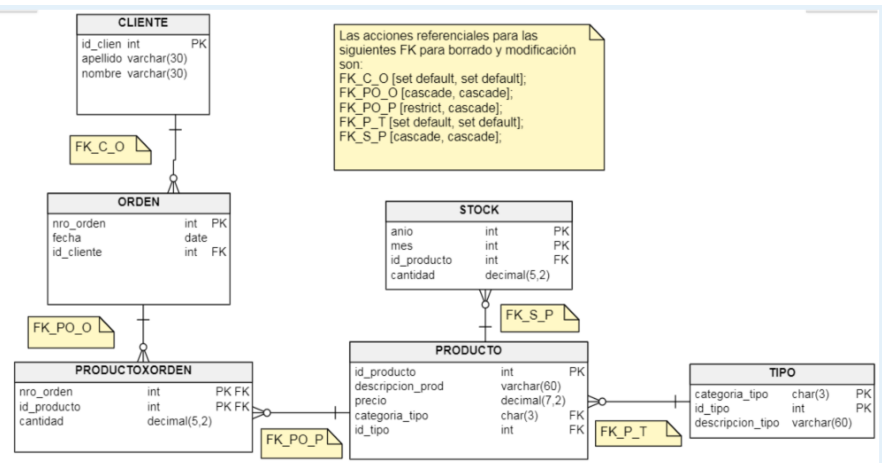 CLIENTE
id_clien int PK
apellido varchar(30)
nombre varchar(30)
Las acciones referenciales para las
siguientes FK para borrado y modificación
son:
FK_C_O [set default, set default];
FK_PO_O [cascade, cascade];
FK_PO_P [restrict, cascade];
FK_P_T [set default, set default];
FK_S_P [cascade, cascade];
FK_C_O
ORDEN
nro_orden int PK
fecha date
id_cliente int FK
STOCK
anio int PK
mes int PK
id_producto int FK
cantidad decimal(5,2)
FK_PO_O
FK_S_P
PRODUCTOXORDEN
nro_orden int PK FK
id_producto int PK FK
cantidad decimal(5,2)
FK_PO_P
PRODUCTO
id_producto int PK
descripcion_prod varchar(60)
precio decimal(7,2)
categoria_tipo char(3) FK
id_tipo int FK
FK_P_T
TIPO
categoria_tipo char(3) PK
id_tipo int PK
descripcion_tipo varchar(60)